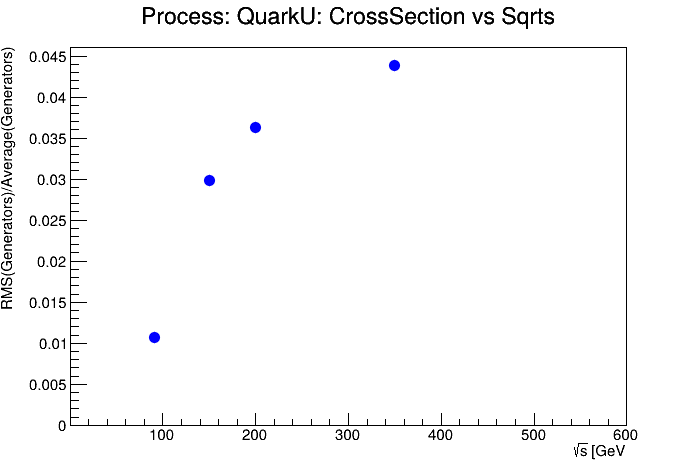 Process: QuarkU: CrossSection vs Sqrts
RMS(Generators)/Average(Generators)
0.045
0.04
0.035
0.03
0.025
0.02
0.015
0.01
0.005
0
100 200 300 400 500 600
√s [GeV